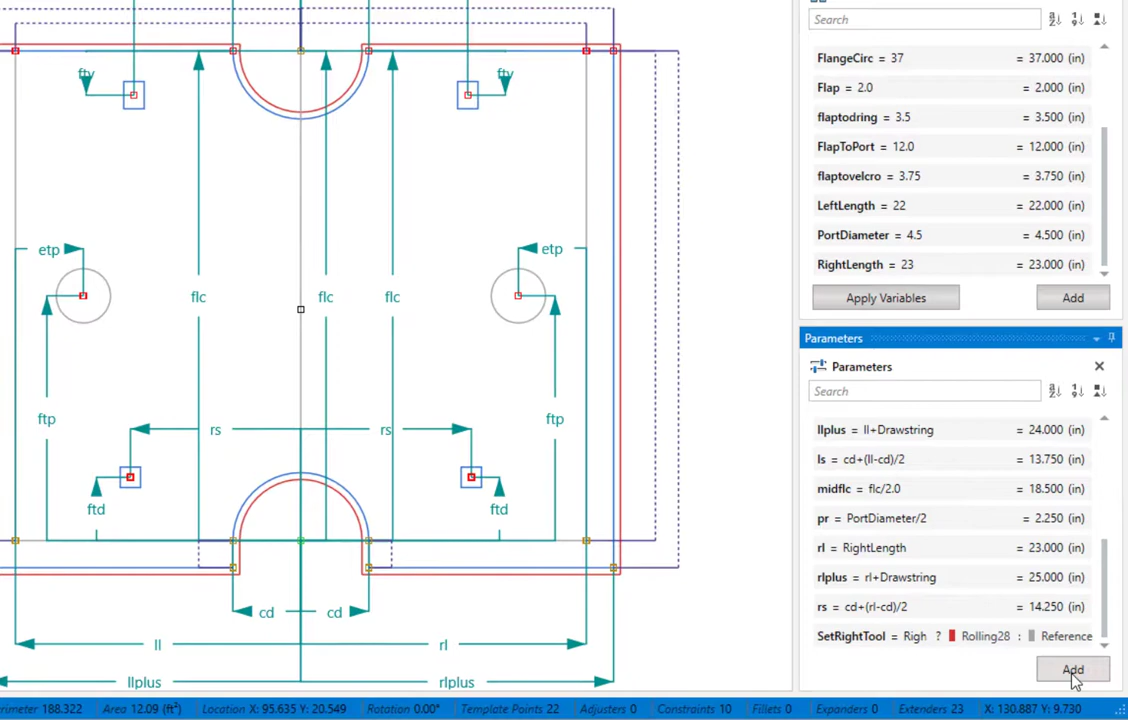 ftv
ftv
etp
etp
flc
flc
flc
ftp
ftp
rs
rs
ftd
ftd
cd
cd
ll
rl
llplus
rlplus
Search
FlangeCirc = 37 = 37.000 (in)
Flap = 2.0 = 2.000 (in)
flaptodring = 3.5 = 3.500 (in)
FlapToPort = 12.0 = 12.000 (in)
flaptovelcro = 3.75 = 3.750 (in)
LeftLength = 22 = 22.000 (in)
PortDiameter = 4.5 = 4.500 (in)
RightLength = 23 = 23.000 (in)
Apply Variables Add
Parameters
Parameters
Search
llplus = ll+Drawstring = 24.000 (in)
ls = cd+(ll-cd)/2 = 13.750 (in)
midflc = flc/2.0 = 18.500 (in)
pr = PortDiameter/2 = 2.250 (in)
rl = RightLength = 23.000 (in)
rlplus = rl+Drawstring = 25.000 (in)
rs = cd+(rl-cd)/2 = 14.250 (in)
SetRightTool = Righ ? Rolling28 : Reference
Add
rimeter 188.322 Area 12.09 (ft²) Location X: 95.635 Y: 20.549 Rotation 0.00° Template Points 22 Adjusters 0 Constraints 10 Fillets 0 Expanders 0 Extenders 23 X: 130.887 Y: 9.730